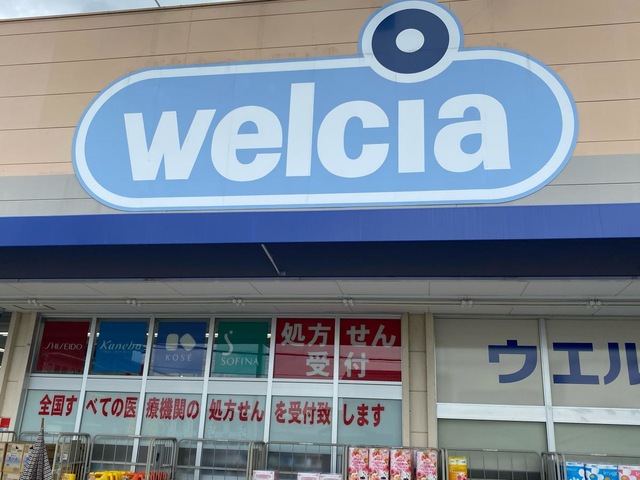 welcia
SHISEIDO
Kanebo
KOSÉ
SOFINA
処方せん
受付
ウエル
全国すべての医療機関の処方せんを受付致します